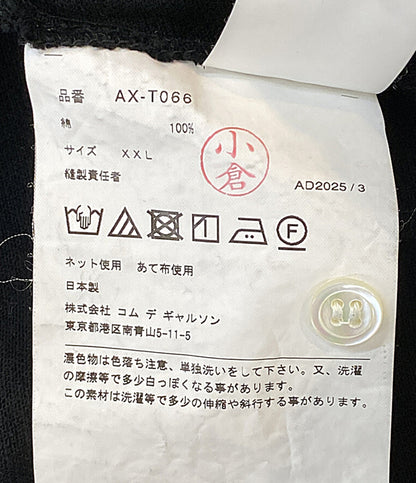 品番 AX-T066
綿 100%
小倉
サイズ XXL
縫製責任者
AD2025/3
F
ネット使用 あて布使用
日本製
株式会社 コム デ ギャルソン
東京都港区南青山5-11-5
濃色物は色落ち注意、単独洗いをして下さい。又、洗濯
の摩擦等で多少白っぽくなる事があります。
この素材は洗濯等で多少の伸縮や斜行する事が有ります。